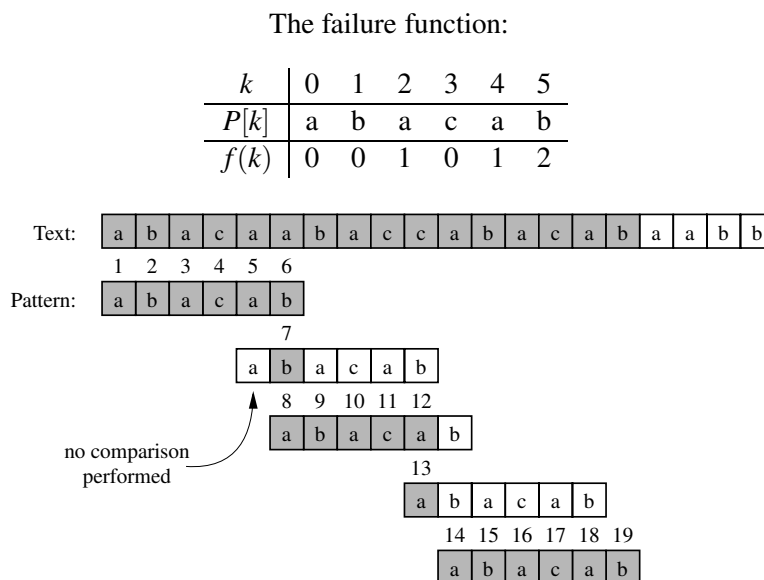 The failure function:
k 0 1 2 3 4 5
P[k] a b a c a b
f(k) 0 0 1 0 1 2
Text: a b a c a a b a c c a b a c a b a a b b
1 2 3 4 5 6
Pattern: a b a c a b
7
a b a c a b
8 9 10 11 12
a b a c a b
no comparison
performed
13
a b a c a b
14 15 16 17 18 19
a b a c a b